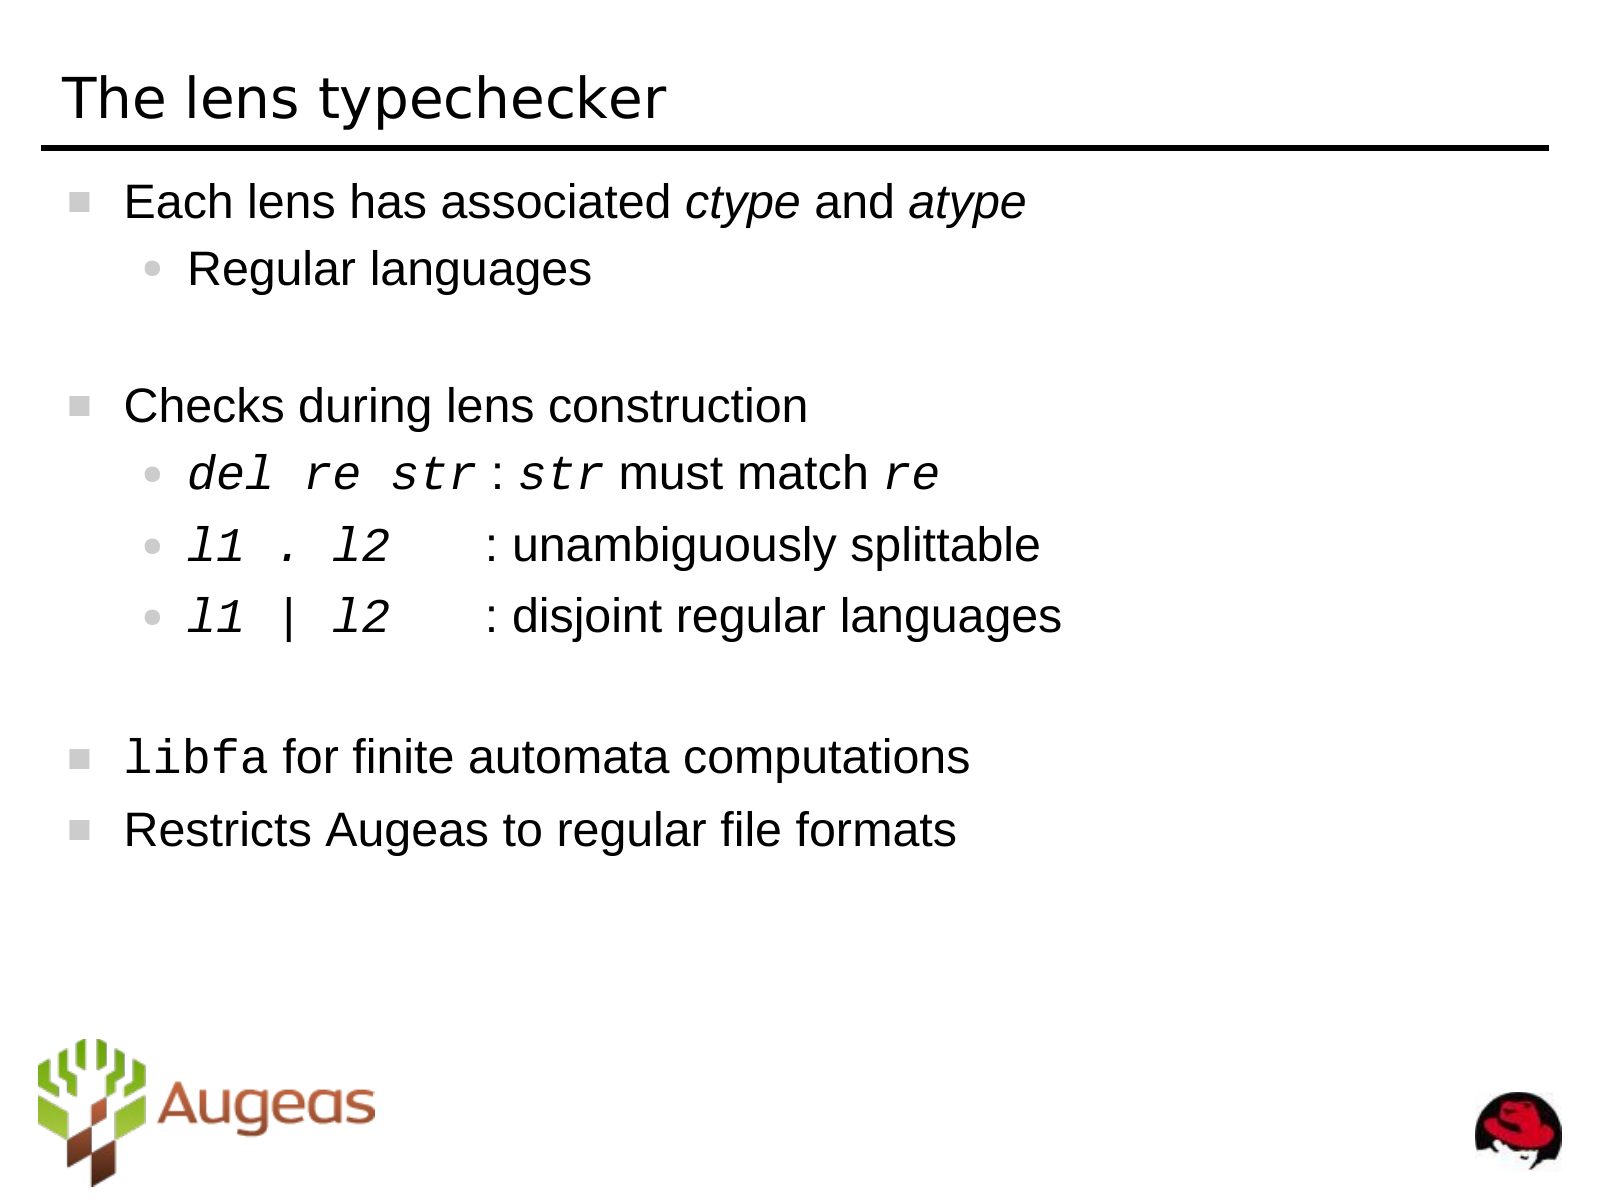 The lens typechecker
Each lens has associated ctype and atype
Regular languages
Checks during lens construction
del re str : str must match re
l1 . l2 : unambiguously splittable
l1 | l2 : disjoint regular languages
libfa for finite automata computations
Restricts Augeas to regular file formats
Augeas